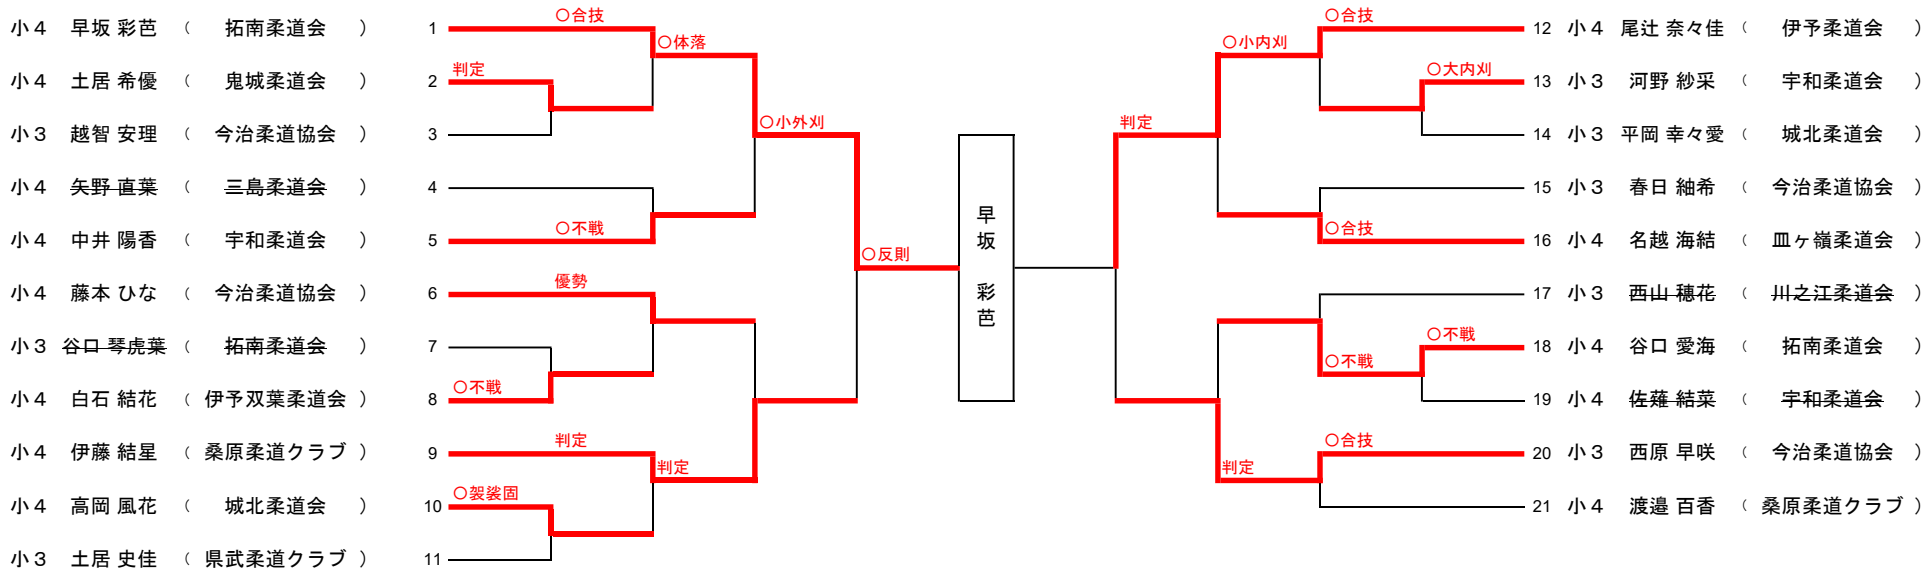 小４ 早坂 彩芭 （ 拓南柔道会 ） 1 〇合技
〇体落
小４ 土居 希優 （ 鬼城柔道会 ） 2 判定
小３ 越智 安理 （ 今治柔道協会 ） 3
〇小外刈
小４ 矢野 直葉 （ 三島柔道会 ） 4
小４ 中井 陽香 （ 宇和柔道会 ） 5 〇不戦
〇反則
小４ 藤本 ひな （ 今治柔道協会 ） 6 優勢
小３ 谷口 琴虎葉 （ 拓南柔道会 ） 7
小４ 白石 結花 （ 伊予双葉柔道会 ） 8 〇不戦
小４ 伊藤 結星 （ 桑原柔道クラブ ） 9 判定
判定
小４ 高岡 風花 （ 城北柔道会 ） 10 〇袈裟固
小３ 土居 史佳 （ 県武柔道クラブ ） 11
早坂 彩芭
〇合技 12 小４ 尾辻 奈々佳 （ 伊予柔道会 ）
〇小内刈
〇大内刈 13 小３ 河野 紗采 （ 宇和柔道会 ）
判定
14 小３ 平岡 幸々愛 （ 城北柔道会 ）
15 小３ 春日 紬希 （ 今治柔道協会 ）
〇合技 16 小４ 名越 海結 （ 皿ヶ嶺柔道会 ）
17 小３ 西山 穂花 （ 川之江柔道会 ）
〇不戦 18 小４ 谷口 愛海 （ 拓南柔道会 ）
〇不戦
19 小４ 佐薙 結菜 （ 宇和柔道会 ）
〇合技 20 小３ 西原 早咲 （ 今治柔道協会 ）
判定
21 小４ 渡邉 百香 （ 桑原柔道クラブ ）